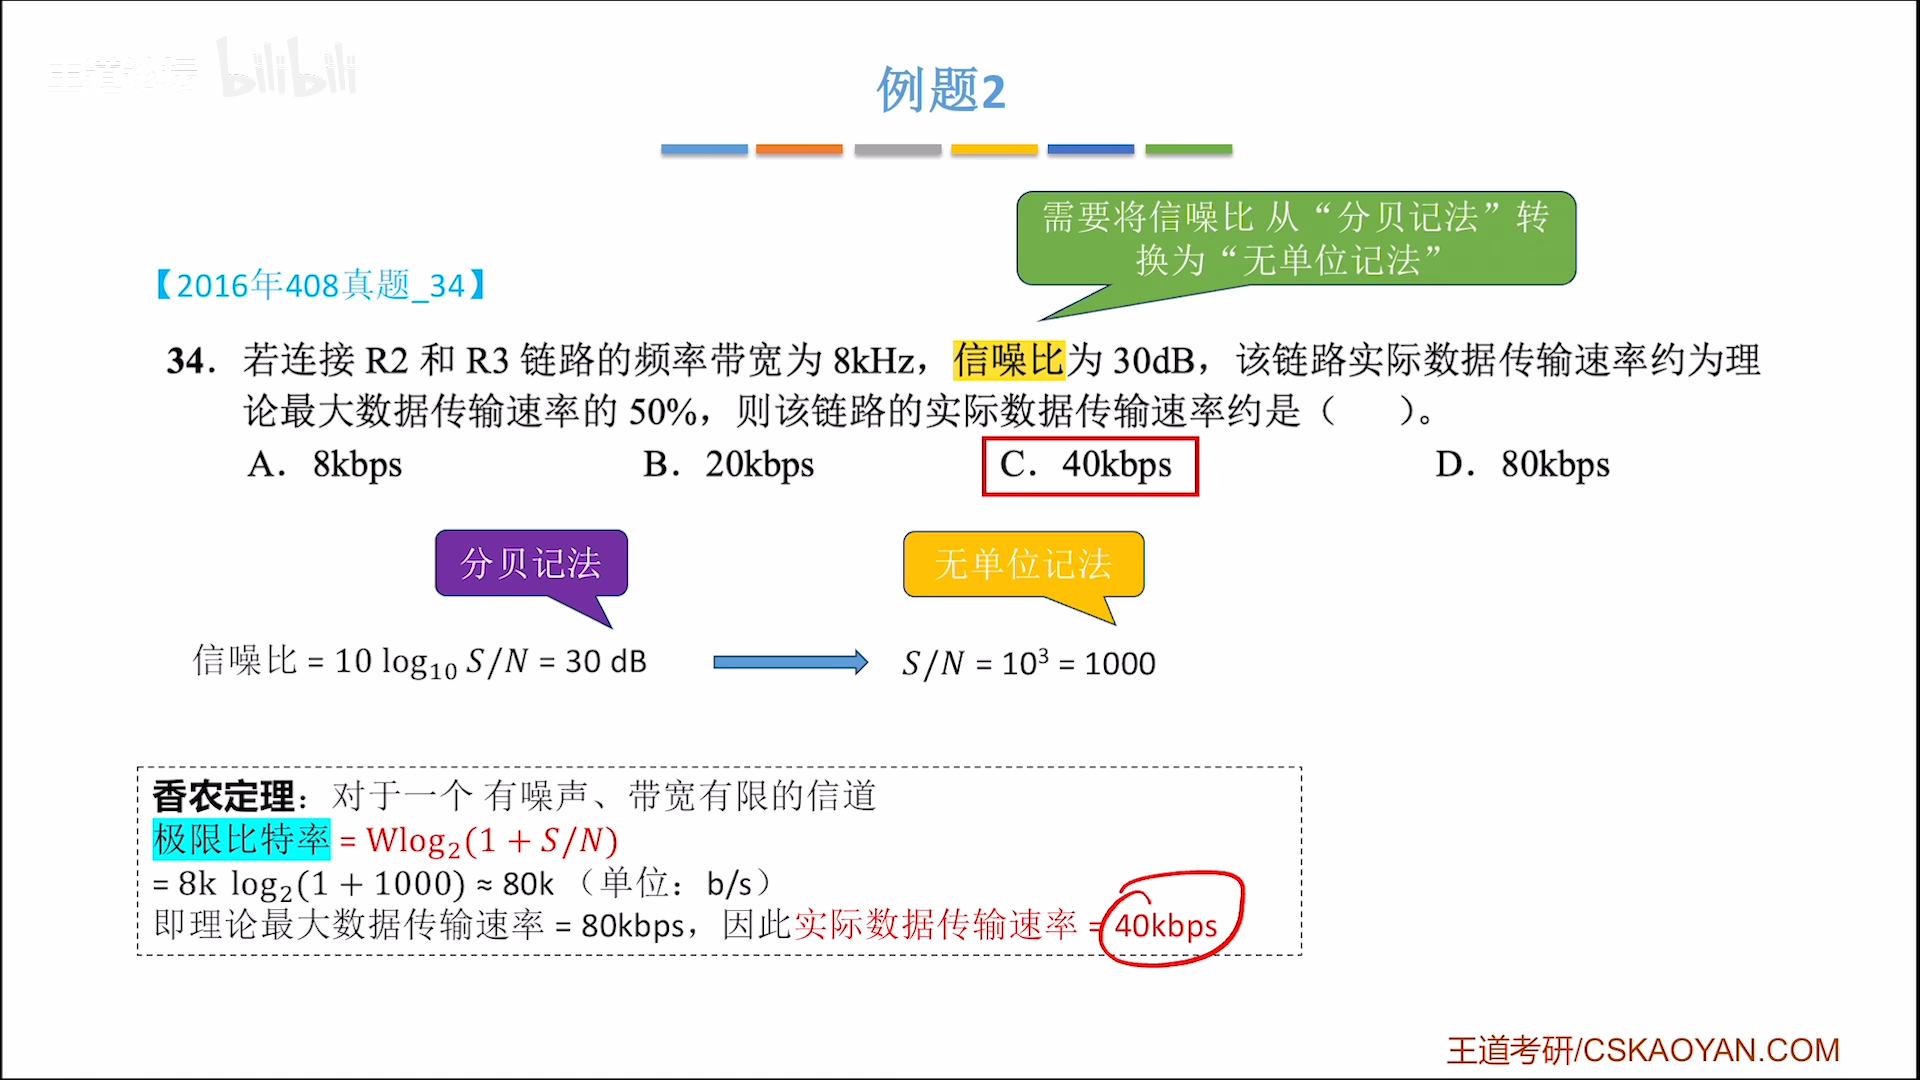 王道论坛 bilibili
例题2
需要将信噪比 从“分贝记法”转
换为“无单位记法”
【2016年408真题_34】
34. 若连接 R2 和 R3 链路的频率带宽为 8kHz，信噪比为 30dB，该链路实际数据传输速率约为理
论最大数据传输速率的 50%，则该链路的实际数据传输速率约是（ ）。
A. 8kbps B. 20kbps C. 40kbps D. 80kbps
分贝记法 无单位记法
信噪比 = 10 log₁₀ S/N = 30 dB S/N = 10³ = 1000
香农定理：对于一个 有噪声、带宽有限的信道
极限比特率 = Wlog₂(1 + S/N)
= 8k log₂(1 + 1000) ≈ 80k （单位：b/s）
即理论最大数据传输速率 = 80kbps，因此实际数据传输速率 = 40kbps
王道考研/CSKAOYAN.COM